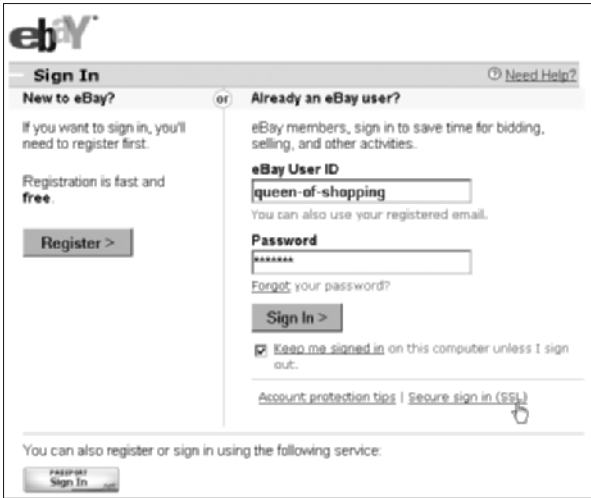 ebY
Sign In
Need Help?
New to eBay?
or
Already an eBay user?
If you want to sign in, you'll
need to register first.
Registration is fast and
free.
Register >
eBay members, sign in to save time for bidding,
selling, and other activities.
eBay User ID
queen-of-shopping
You can also use your registered email.
Password
*******
Forgot your password?
Sign In >
Keep me signed in on this computer unless I sign
out.
Account protection tips | Secure sign in (SSL)
You can also register or sign in using the following service:
PASSPORT
Sign In .net